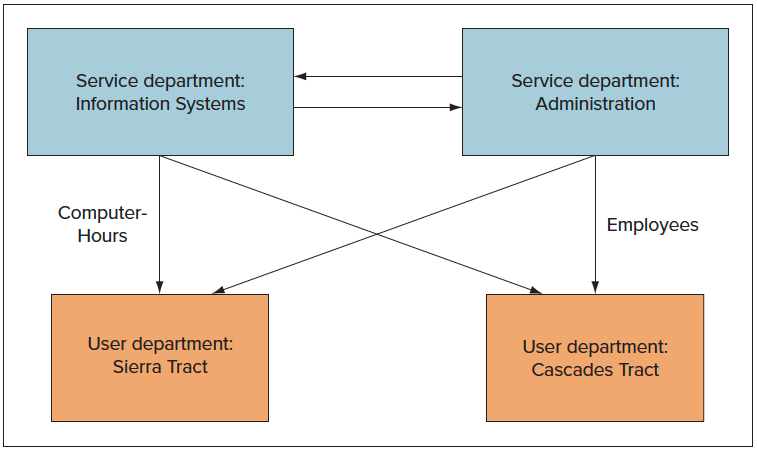 Service department:
Information Systems
Service department:
Administration
Computer-
Hours
Employees
User department:
Sierra Tract
User department:
Cascades Tract